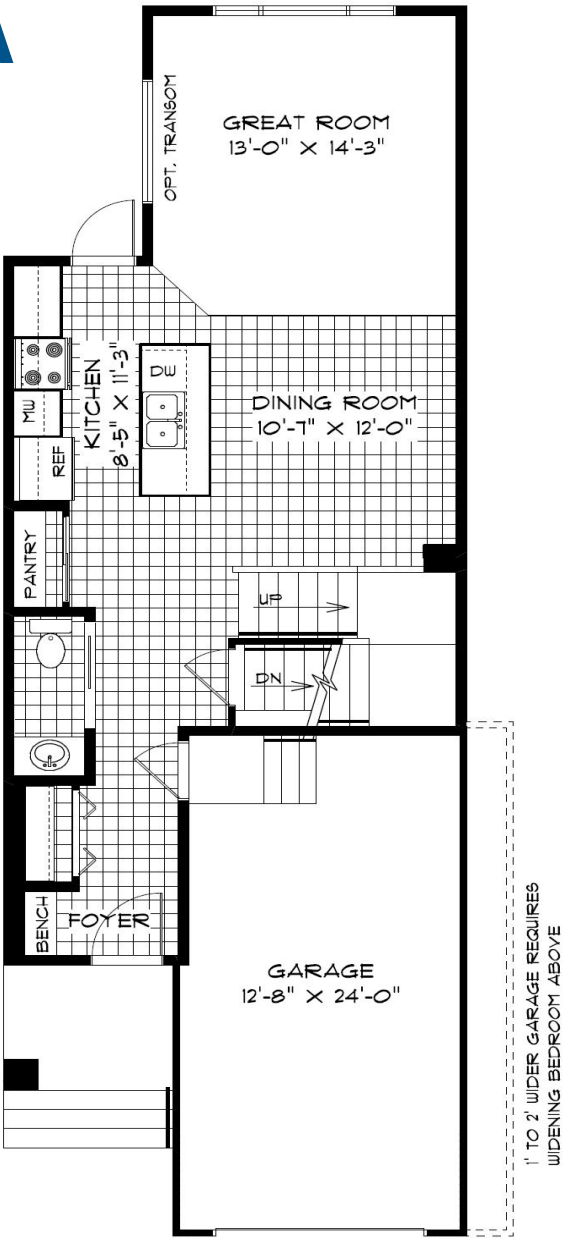 A
OPT. TRANSOM
GREAT ROOM
13'-0" X 14'-3"
KITCHEN
8'-5" X 11'-3"
DW
MW
REF
DINING ROOM
10'-7" X 12'-0"
PANTRY
UP
DN
BENCH
FOYER
GARAGE
12'-8" X 24'-0"
1' TO 2' WIDER GARAGE REQUIRES
WIDENING BEDROOM ABOVE